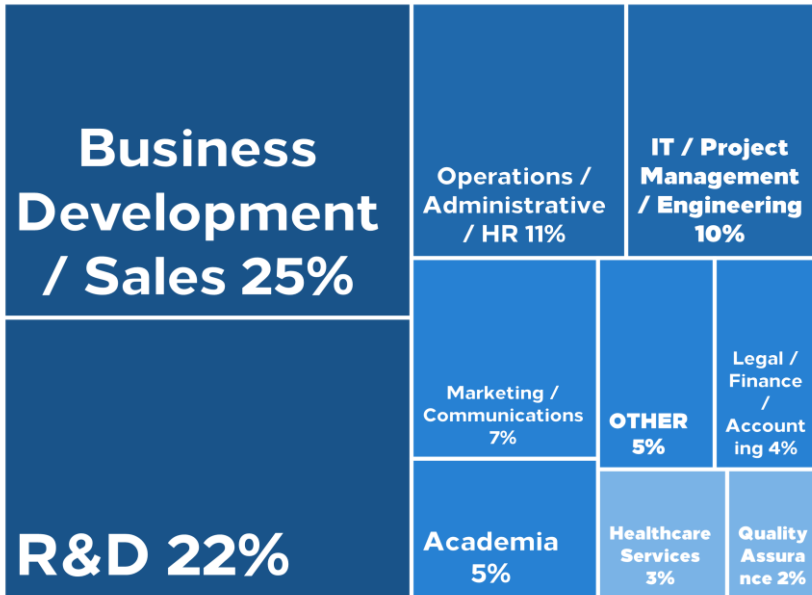 Business
Development
/ Sales 25%
R&D 22%
Operations /
Administrative
/ HR 11%
IT / Project
Management
/ Engineering
10%
Marketing /
Communications
7%
Academia
5%
OTHER
5%
Legal /
Finance
/
Account
ing 4%
Healthcare
Services
3%
Quality
Assura
nce 2%